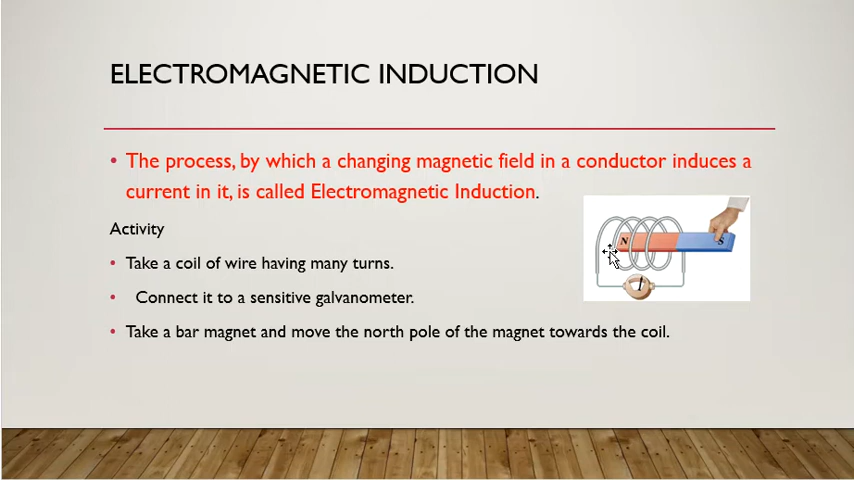 ELECTROMAGNETIC INDUCTION
• The process, by which a changing magnetic field in a conductor induces a
current in it, is called Electromagnetic Induction.
Activity
• Take a coil of wire having many turns.
• Connect it to a sensitive galvanometer.
• Take a bar magnet and move the north pole of the magnet towards the coil.
N
S